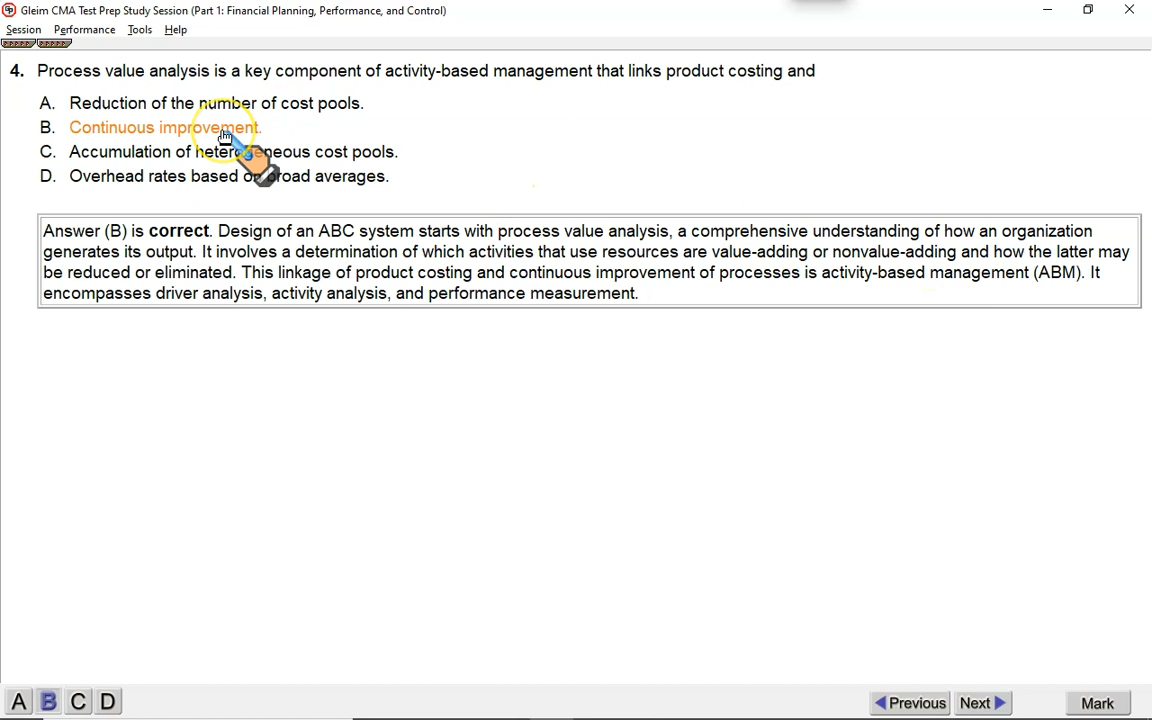 Gleim CMA Test Prep Study Session (Part 1: Financial Planning, Performance, and Control)
Session Performance Tools Help
4. Process value analysis is a key component of activity-based management that links product costing and
A. Reduction of the number of cost pools.
B. Continuous improvement.
C. Accumulation of heterogeneous cost pools.
D. Overhead rates based on broad averages.
Answer (B) is correct. Design of an ABC system starts with process value analysis, a comprehensive understanding of how an organization
generates its output. It involves a determination of which activities that use resources are value-adding or nonvalue-adding and how the latter may
be reduced or eliminated. This linkage of product costing and continuous improvement of processes is activity-based management (ABM). It
encompasses driver analysis, activity analysis, and performance measurement.
A B C D Previous Next Mark